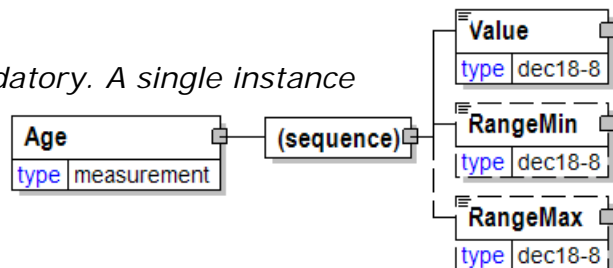 Value
type dec18-8
datory. A single instance
RangeMin
type dec18-8
Age
(sequence)
type measurement
RangeMax
type dec18-8